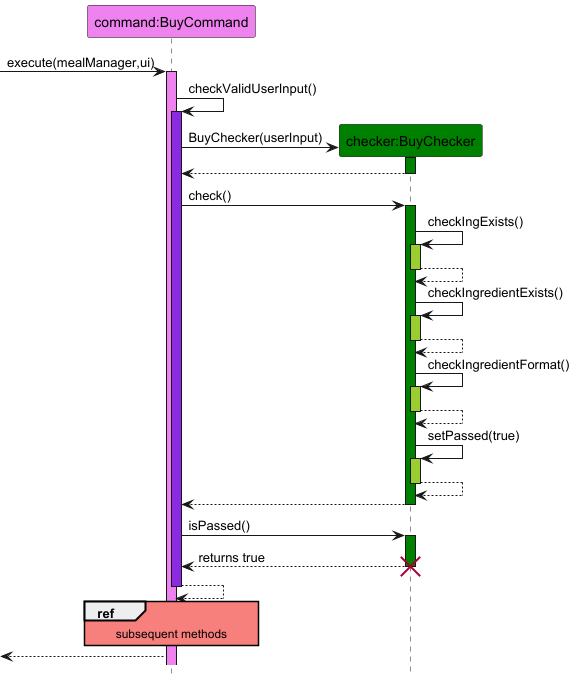 command:BuyCommand
execute(mealManager,ui)
checkValidUserInput()
BuyChecker(userInput)
checker:BuyChecker
check()
checkIngExists()
checkIngredientExists()
checkIngredientFormat()
setPassed(true)
isPassed()
returns true
ref
subsequent methods